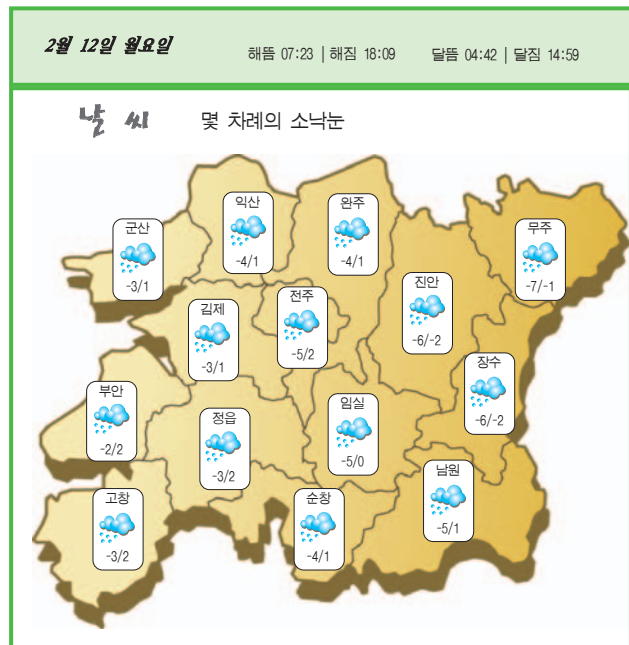 2월 12일 월요일
해뜸 07:23 | 해짐 18:09 달뜸 04:42 | 달짐 14:59
날 씨 몇 차례의 소낙눈
익산
-4/1
완주
-4/1
군산
-3/1
무주
-7/-1
진안
-6/-2
전주
-5/2
김제
-3/1
장수
-6/-2
부안
-2/2
임실
-5/0
정읍
-3/2
남원
-5/1
고창
-3/2
순창
-4/1